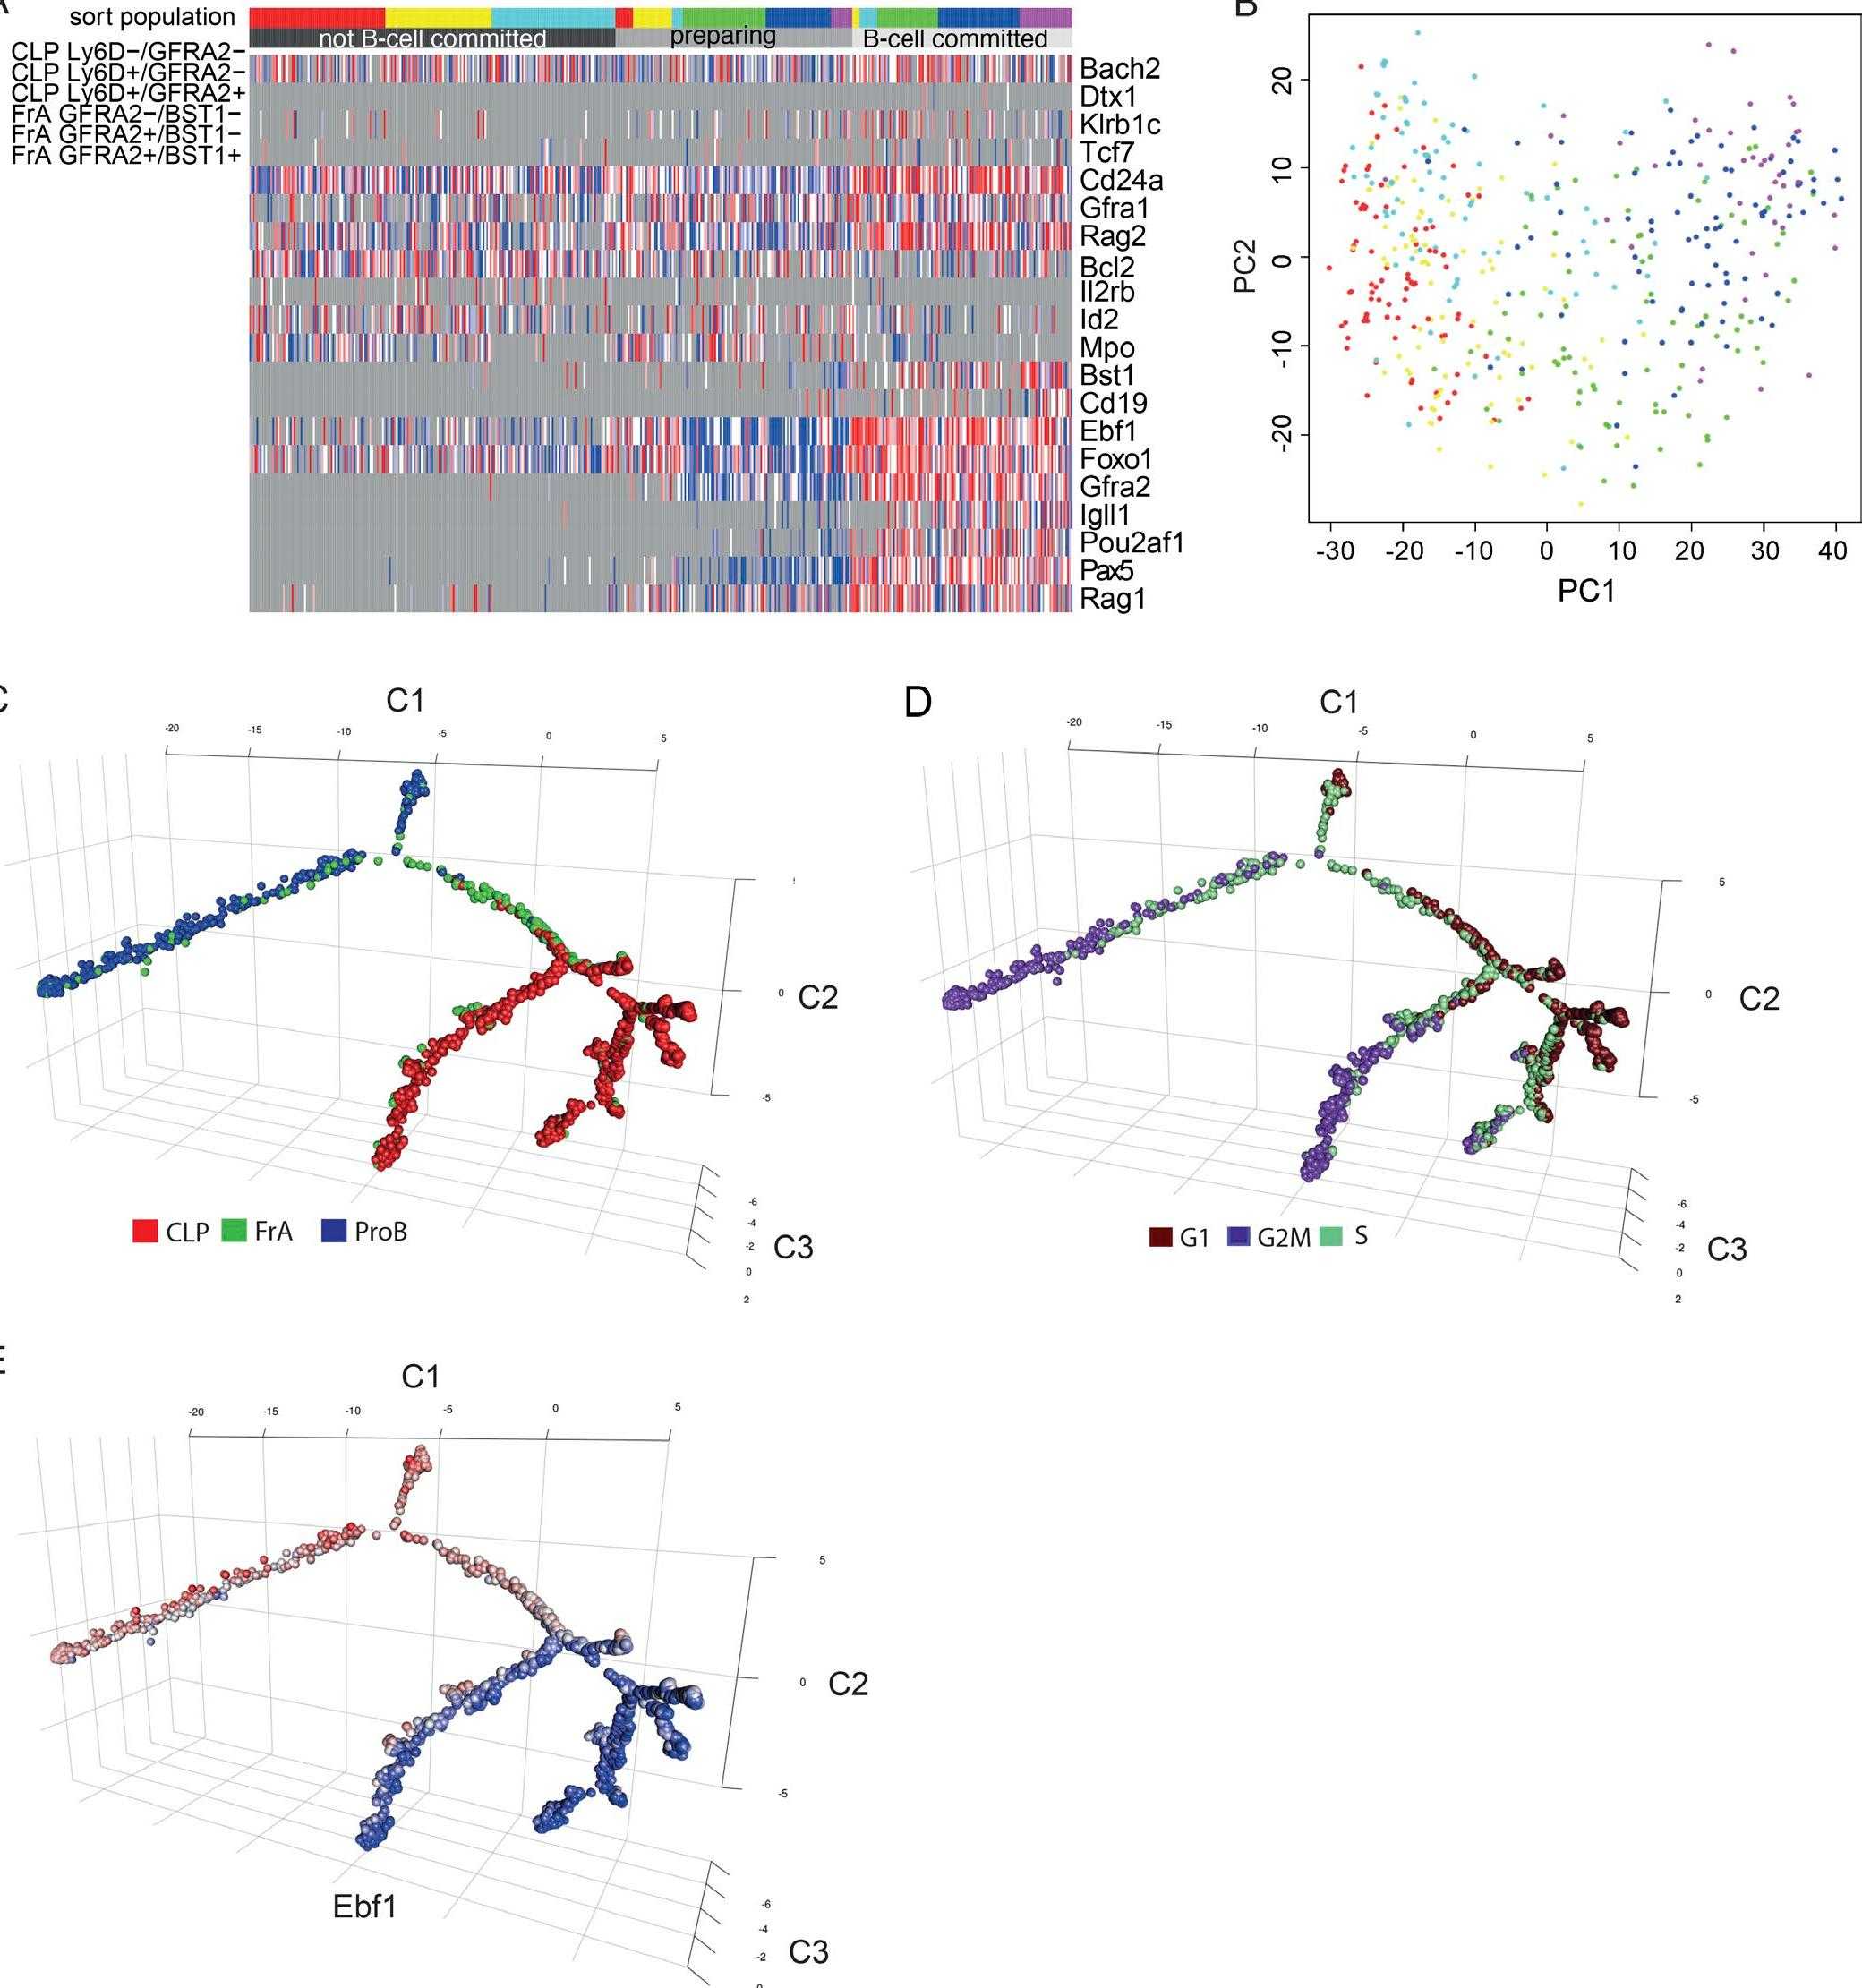 sort population
not B-cell committed preparing B-cell committed
CLP Ly6D−/GFRA2−
CLP Ly6D+/GFRA2−
CLP Ly6D+/GFRA2+
FrA GFRA2−/BST1−
FrA GFRA2+/BST1−
FrA GFRA2+/BST1+
Bach2
Dtx1
Klrb1c
Tcf7
Cd24a
Gfra1
Rag2
Bcl2
Il2rb
Id2
Mpo
Bst1
Cd19
Ebf1
Foxo1
Gfra2
Igll1
Pou2af1
Pax5
Rag1
B
PC2
20
10
0
-10
-20
-30 -20 -10 0 10 20 30 40
PC1
C
C1
-20 -15 -10 -5 0 5
0 C2
-5
-6
-4
-2
0
2
C3
CLP FrA ProB
D
C1
-20 -15 -10 -5 0 5
5
0 C2
-5
-6
-4
-2
0
2
C3
G1 G2M S
E
C1
-20 -15 -10 -5 0 5
5
0 C2
-5
Ebf1
-6
-4
-2
C3